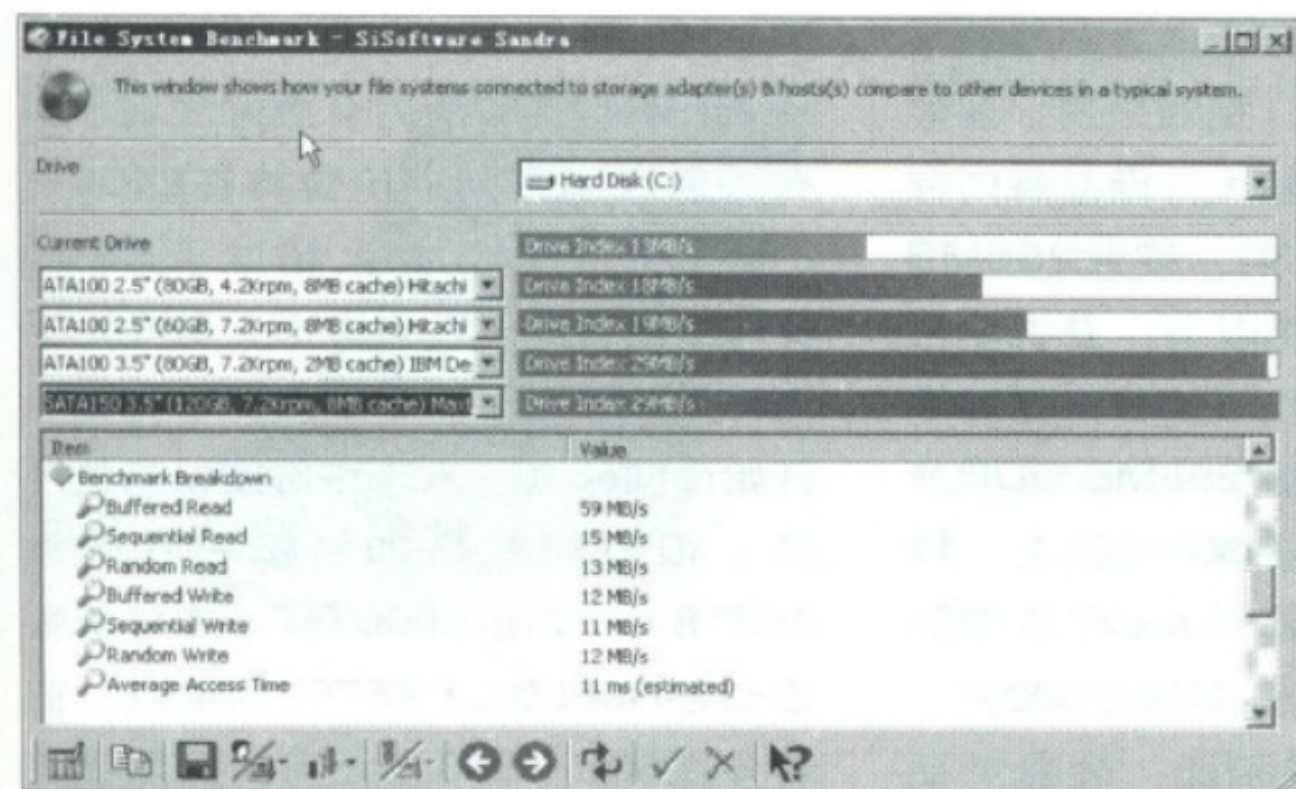 File System Benchmark - SiSoftware Sandra
This window shows how your file systems connected to storage adapter(s) & hosts(s) compare to other devices in a typical system.
Drive
Hard Disk (C:)
Current Drive
Drive Index 13MB/s
ATA100 2.5" (80GB, 4.2Krpm, 8MB cache) Hitachi
Drive Index 18MB/s
ATA100 2.5" (60GB, 7.2Krpm, 8MB cache) Hitachi
Drive Index 19MB/s
ATA100 3.5" (80GB, 7.2Krpm, 2MB cache) IBM De
Drive Index 29MB/s
SATA150 3.5" (120GB, 7.2Krpm, 8MB cache) Maxt
Drive Index 29MB/s
Item Value
Benchmark Breakdown
Buffered Read 59 MB/s
Sequential Read 15 MB/s
Random Read 13 MB/s
Buffered Write 12 MB/s
Sequential Write 11 MB/s
Random Write 12 MB/s
Average Access Time 11 ms (estimated)